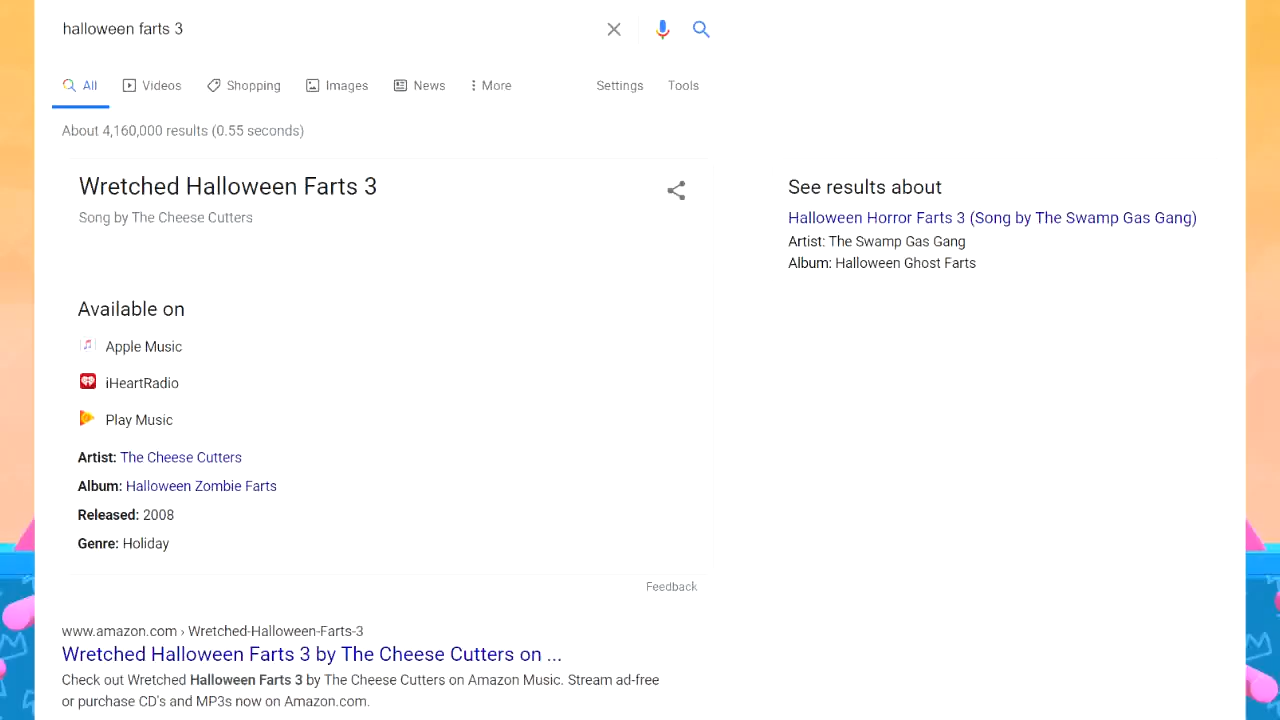 halloween farts 3
All Videos Shopping Images News More Settings Tools
About 4,160,000 results (0.55 seconds)
Wretched Halloween Farts 3
Song by The Cheese Cutters
Available on
Apple Music
iHeartRadio
Play Music
Artist: The Cheese Cutters
Album: Halloween Zombie Farts
Released: 2008
Genre: Holiday
Feedback
www.amazon.com › Wretched-Halloween-Farts-3
Wretched Halloween Farts 3 by The Cheese Cutters on ...
Check out Wretched Halloween Farts 3 by The Cheese Cutters on Amazon Music. Stream ad-free
or purchase CD's and MP3s now on Amazon.com.
See results about
Halloween Horror Farts 3 (Song by The Swamp Gas Gang)
Artist: The Swamp Gas Gang
Album: Halloween Ghost Farts